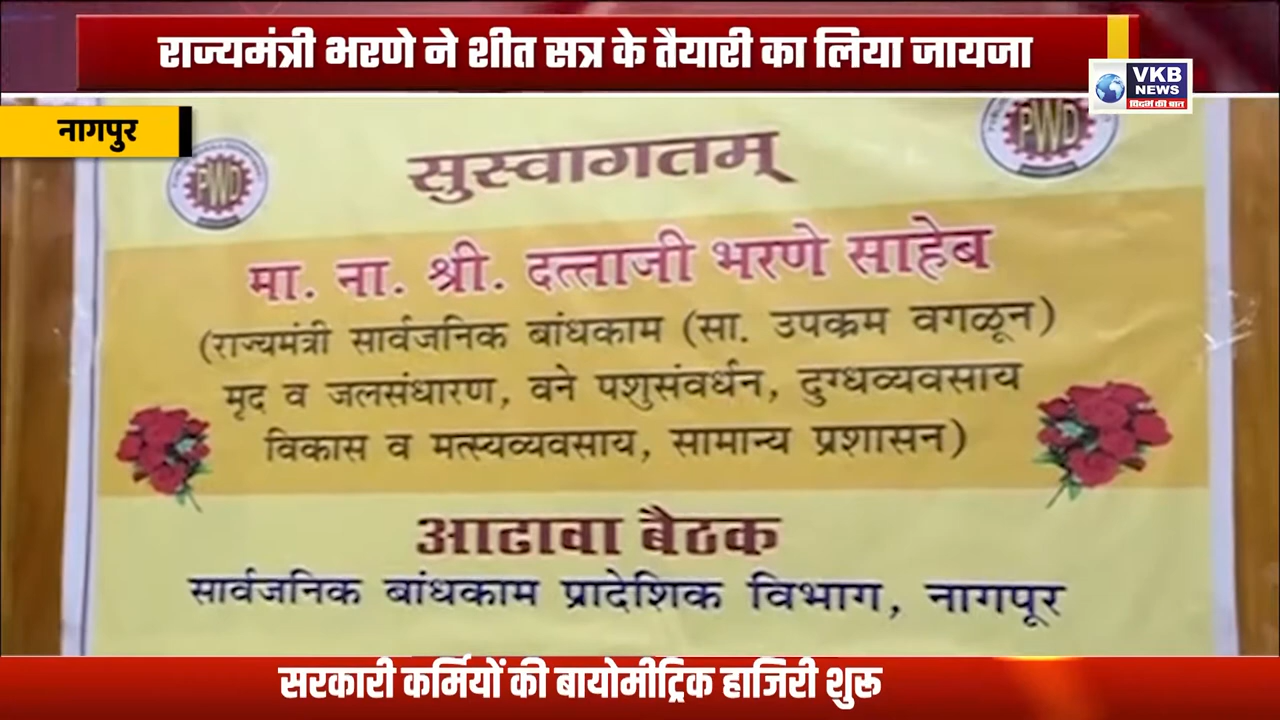 राज्यमंत्री भरणे ने शीत सत्र के तैयारी का लिया जायजा
VKB
NEWS
विदर्भ की बात
नागपुर
PWD
PWD
सुस्वागतम्
मा. ना. श्री. दत्ताजी भरणे साहेब
(राज्यमंत्री सार्वजनिक बांधकाम (सा. उपक्रम वगळून)
मृद व जलसंधारण, वने पशुसंवर्धन, दुग्धव्यवसाय
विकास व मत्स्यव्यवसाय, सामान्य प्रशासन)
आढावा बैठक
सार्वजनिक बांधकाम प्रादेशिक विभाग, नागपूर
सरकारी कर्मियों की बायोमीट्रिक हाजिरी शुरू